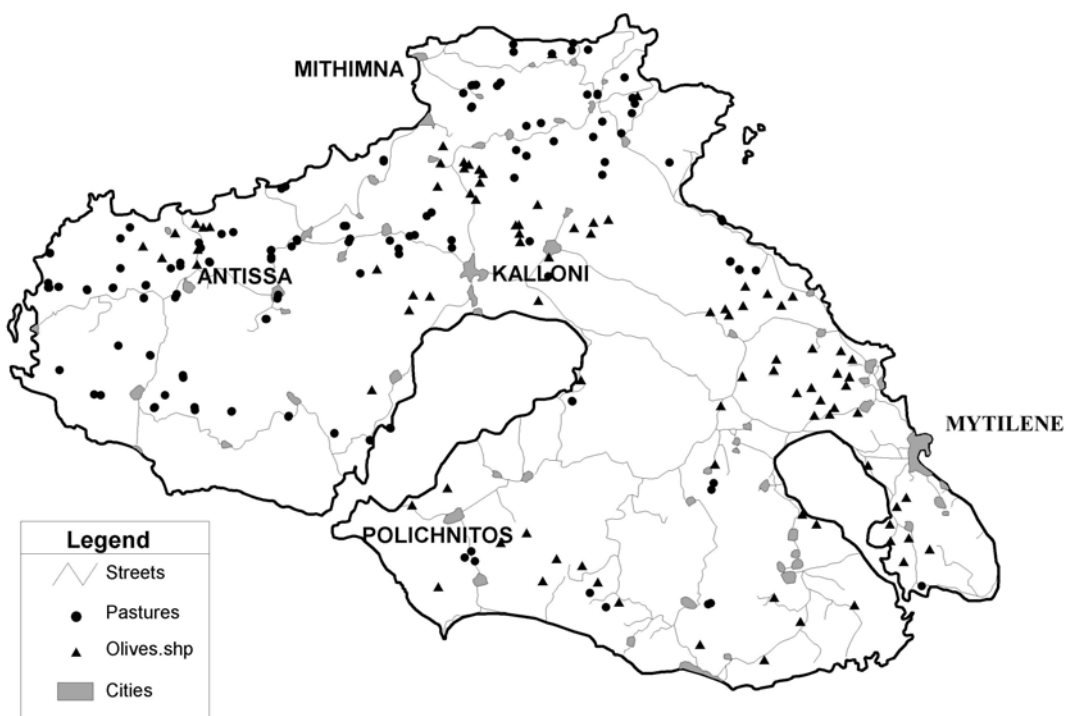 MITHIMNA
ANTISSA
KALLONI
MYTILENE
POLICHNITOS
Legend
Streets
Pastures
Olives.shp
Cities